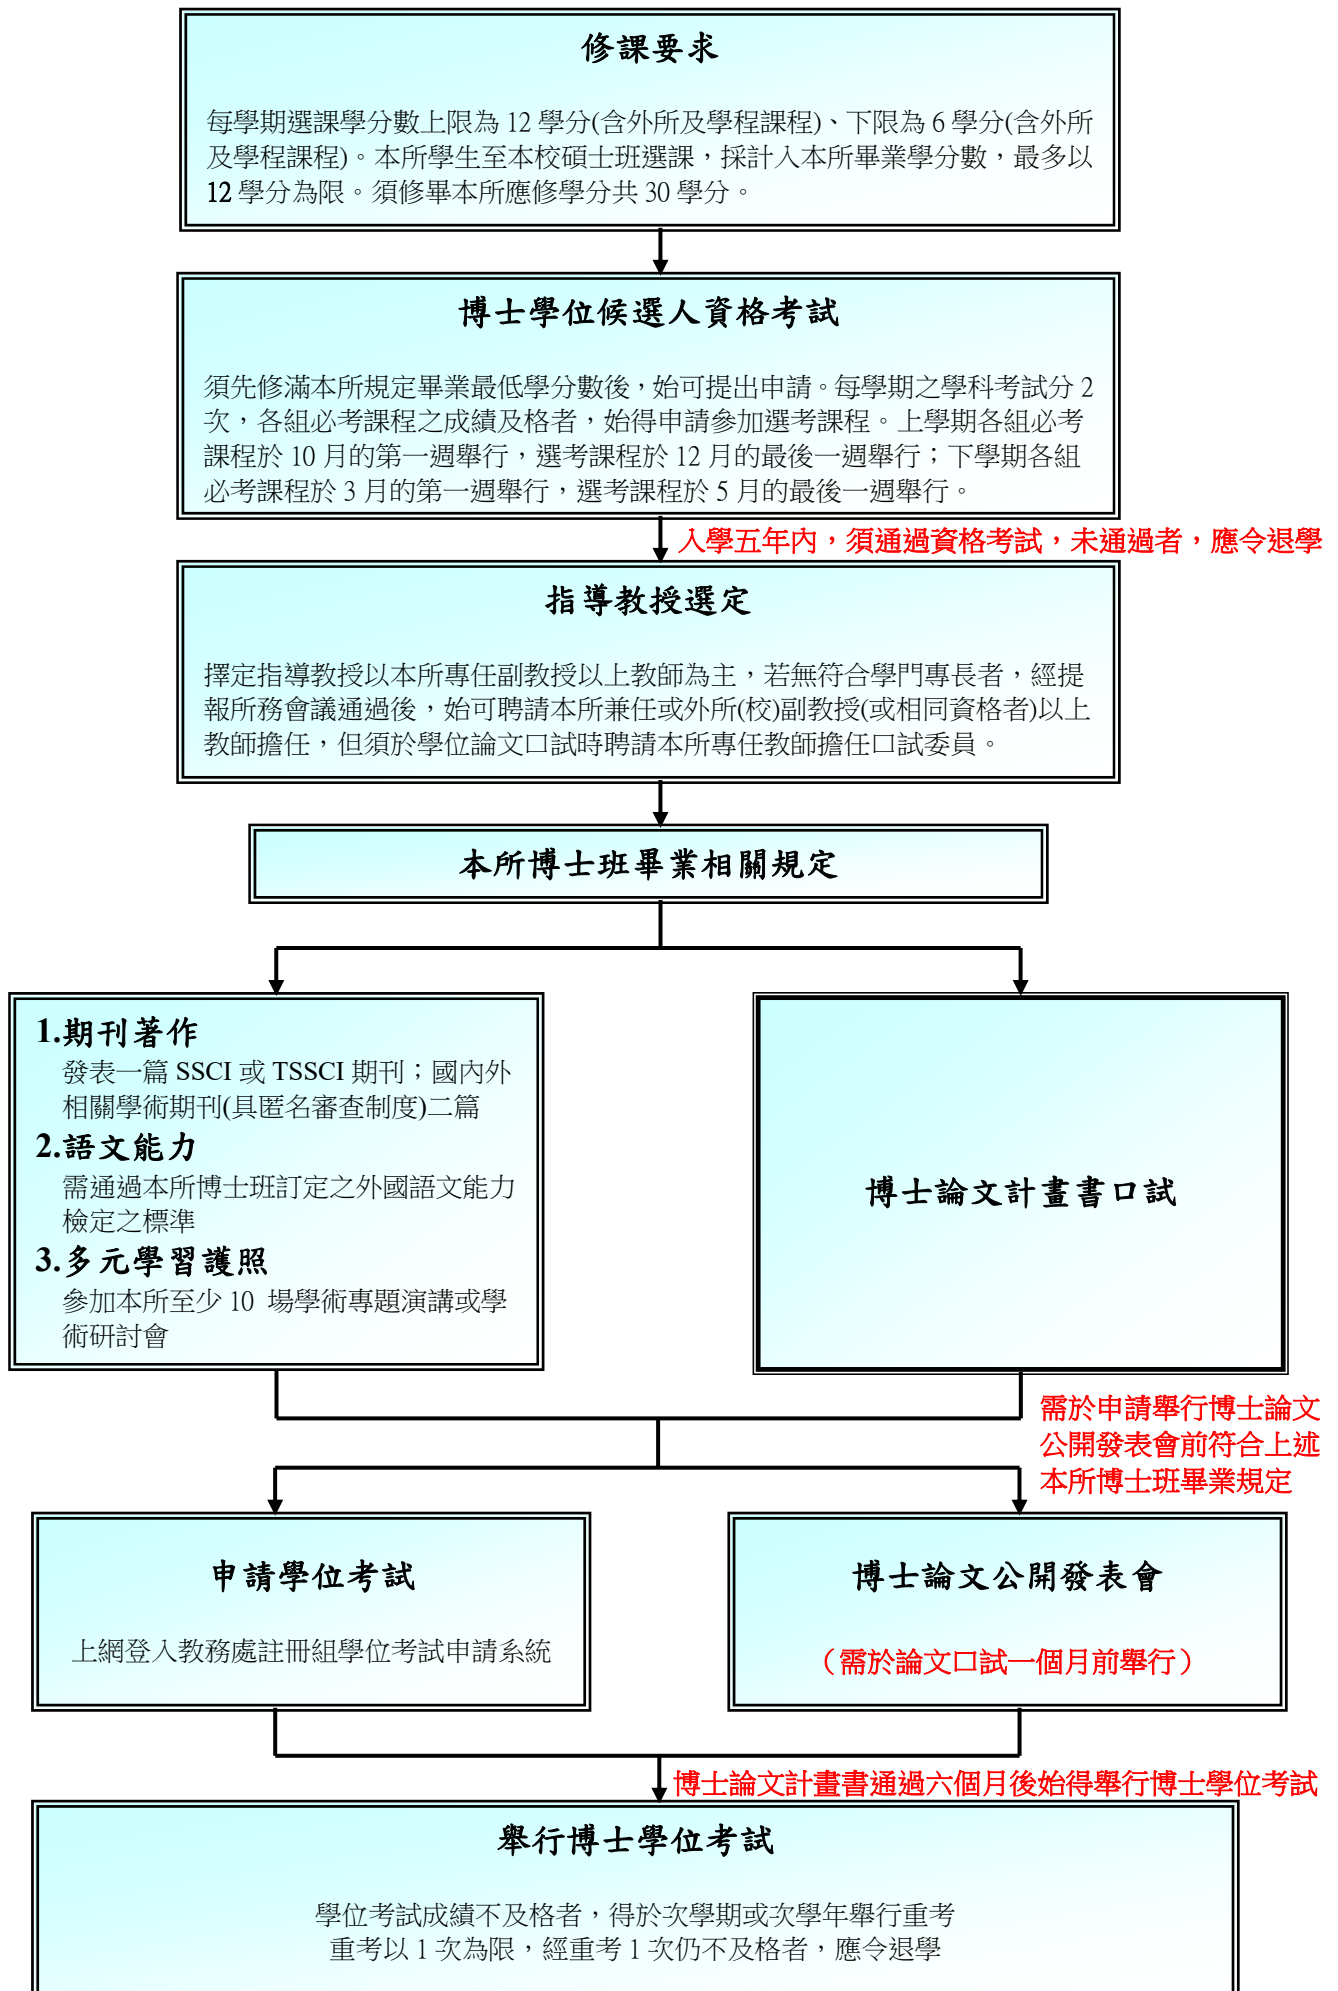 修課要求
每學期選課學分數上限為 12 學分(含外所及學程課程)、下限為 6 學分(含外所
及學程課程)。本所學生至本校碩士班選課，採計入本所畢業學分數，最多以
12 學分為限。須修畢本所應修學分共 30 學分。
博士學位候選人資格考試
須先修滿本所規定畢業最低學分數後，始可提出申請。每學期之學科考試分 2
次，各組必考課程之成績及格者，始得申請參加選考課程。上學期各組必考
課程於 10 月的第一週舉行，選考課程於 12 月的最後一週舉行；下學期各組
必考課程於 3 月的第一週舉行，選考課程於 5 月的最後一週舉行。
入學五年內，須通過資格考試，未通過者，應令退學
指導教授選定
擇定指導教授以本所專任副教授以上教師為主，若無符合學門專長者，經提
報所務會議通過後，始可聘請本所兼任或外所(校)副教授(或相同資格者)以上
教師擔任，但須於學位論文口試時聘請本所專任教師擔任口試委員。
本所博士班畢業相關規定
1.期刊著作
發表一篇 SSCI 或 TSSCI 期刊；國內外
相關學術期刊(具匿名審查制度)二篇
2.語文能力
需通過本所博士班訂定之外國語文能力
檢定之標準
3.多元學習護照
參加本所至少 10 場學術專題演講或學
術研討會
博士論文計畫書口試
需於申請舉行博士論文
公開發表會前符合上述
本所博士班畢業規定
申請學位考試
上網登入教務處註冊組學位考試申請系統
博士論文公開發表會
（需於論文口試一個月前舉行）
博士論文計畫書通過六個月後始得舉行博士學位考試
舉行博士學位考試
學位考試成績不及格者，得於次學期或次學年舉行重考
重考以 1 次為限，經重考 1 次仍不及格者，應令退學